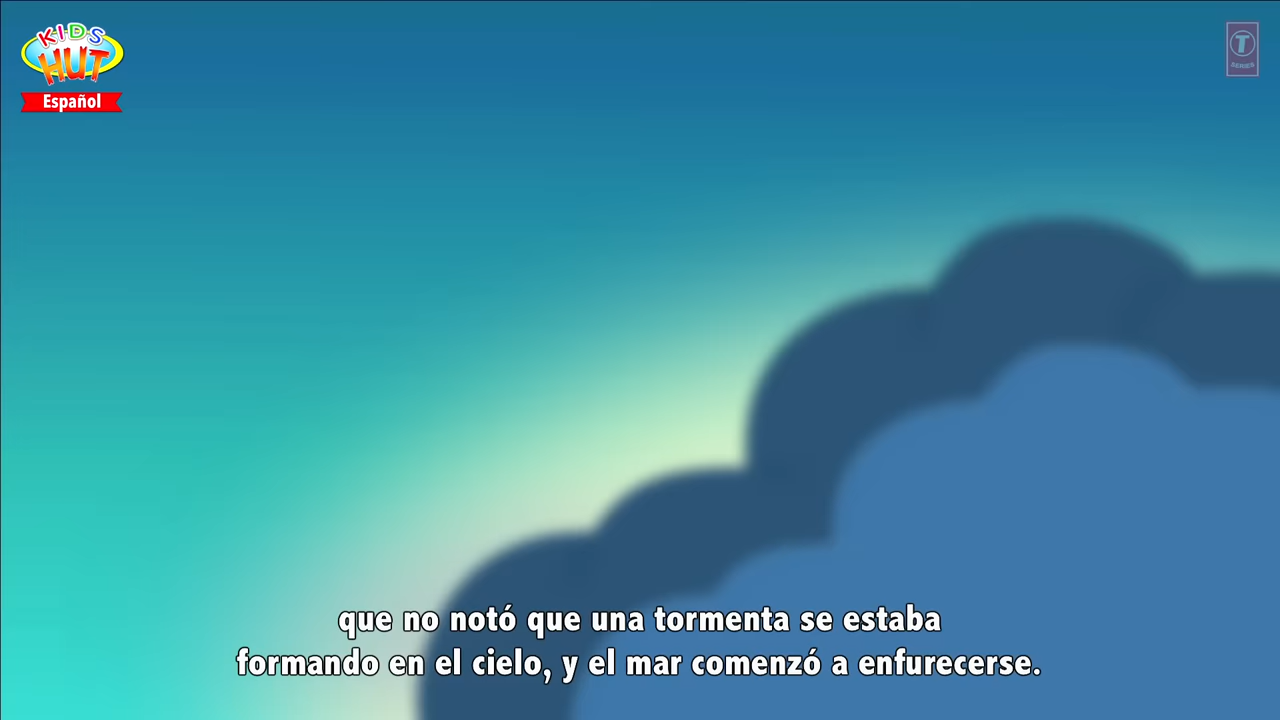 KIDS
HUT
Español
T
SERIES
que no notó que una tormenta se estaba
formando en el cielo, y el mar comenzó a enfurecerse.